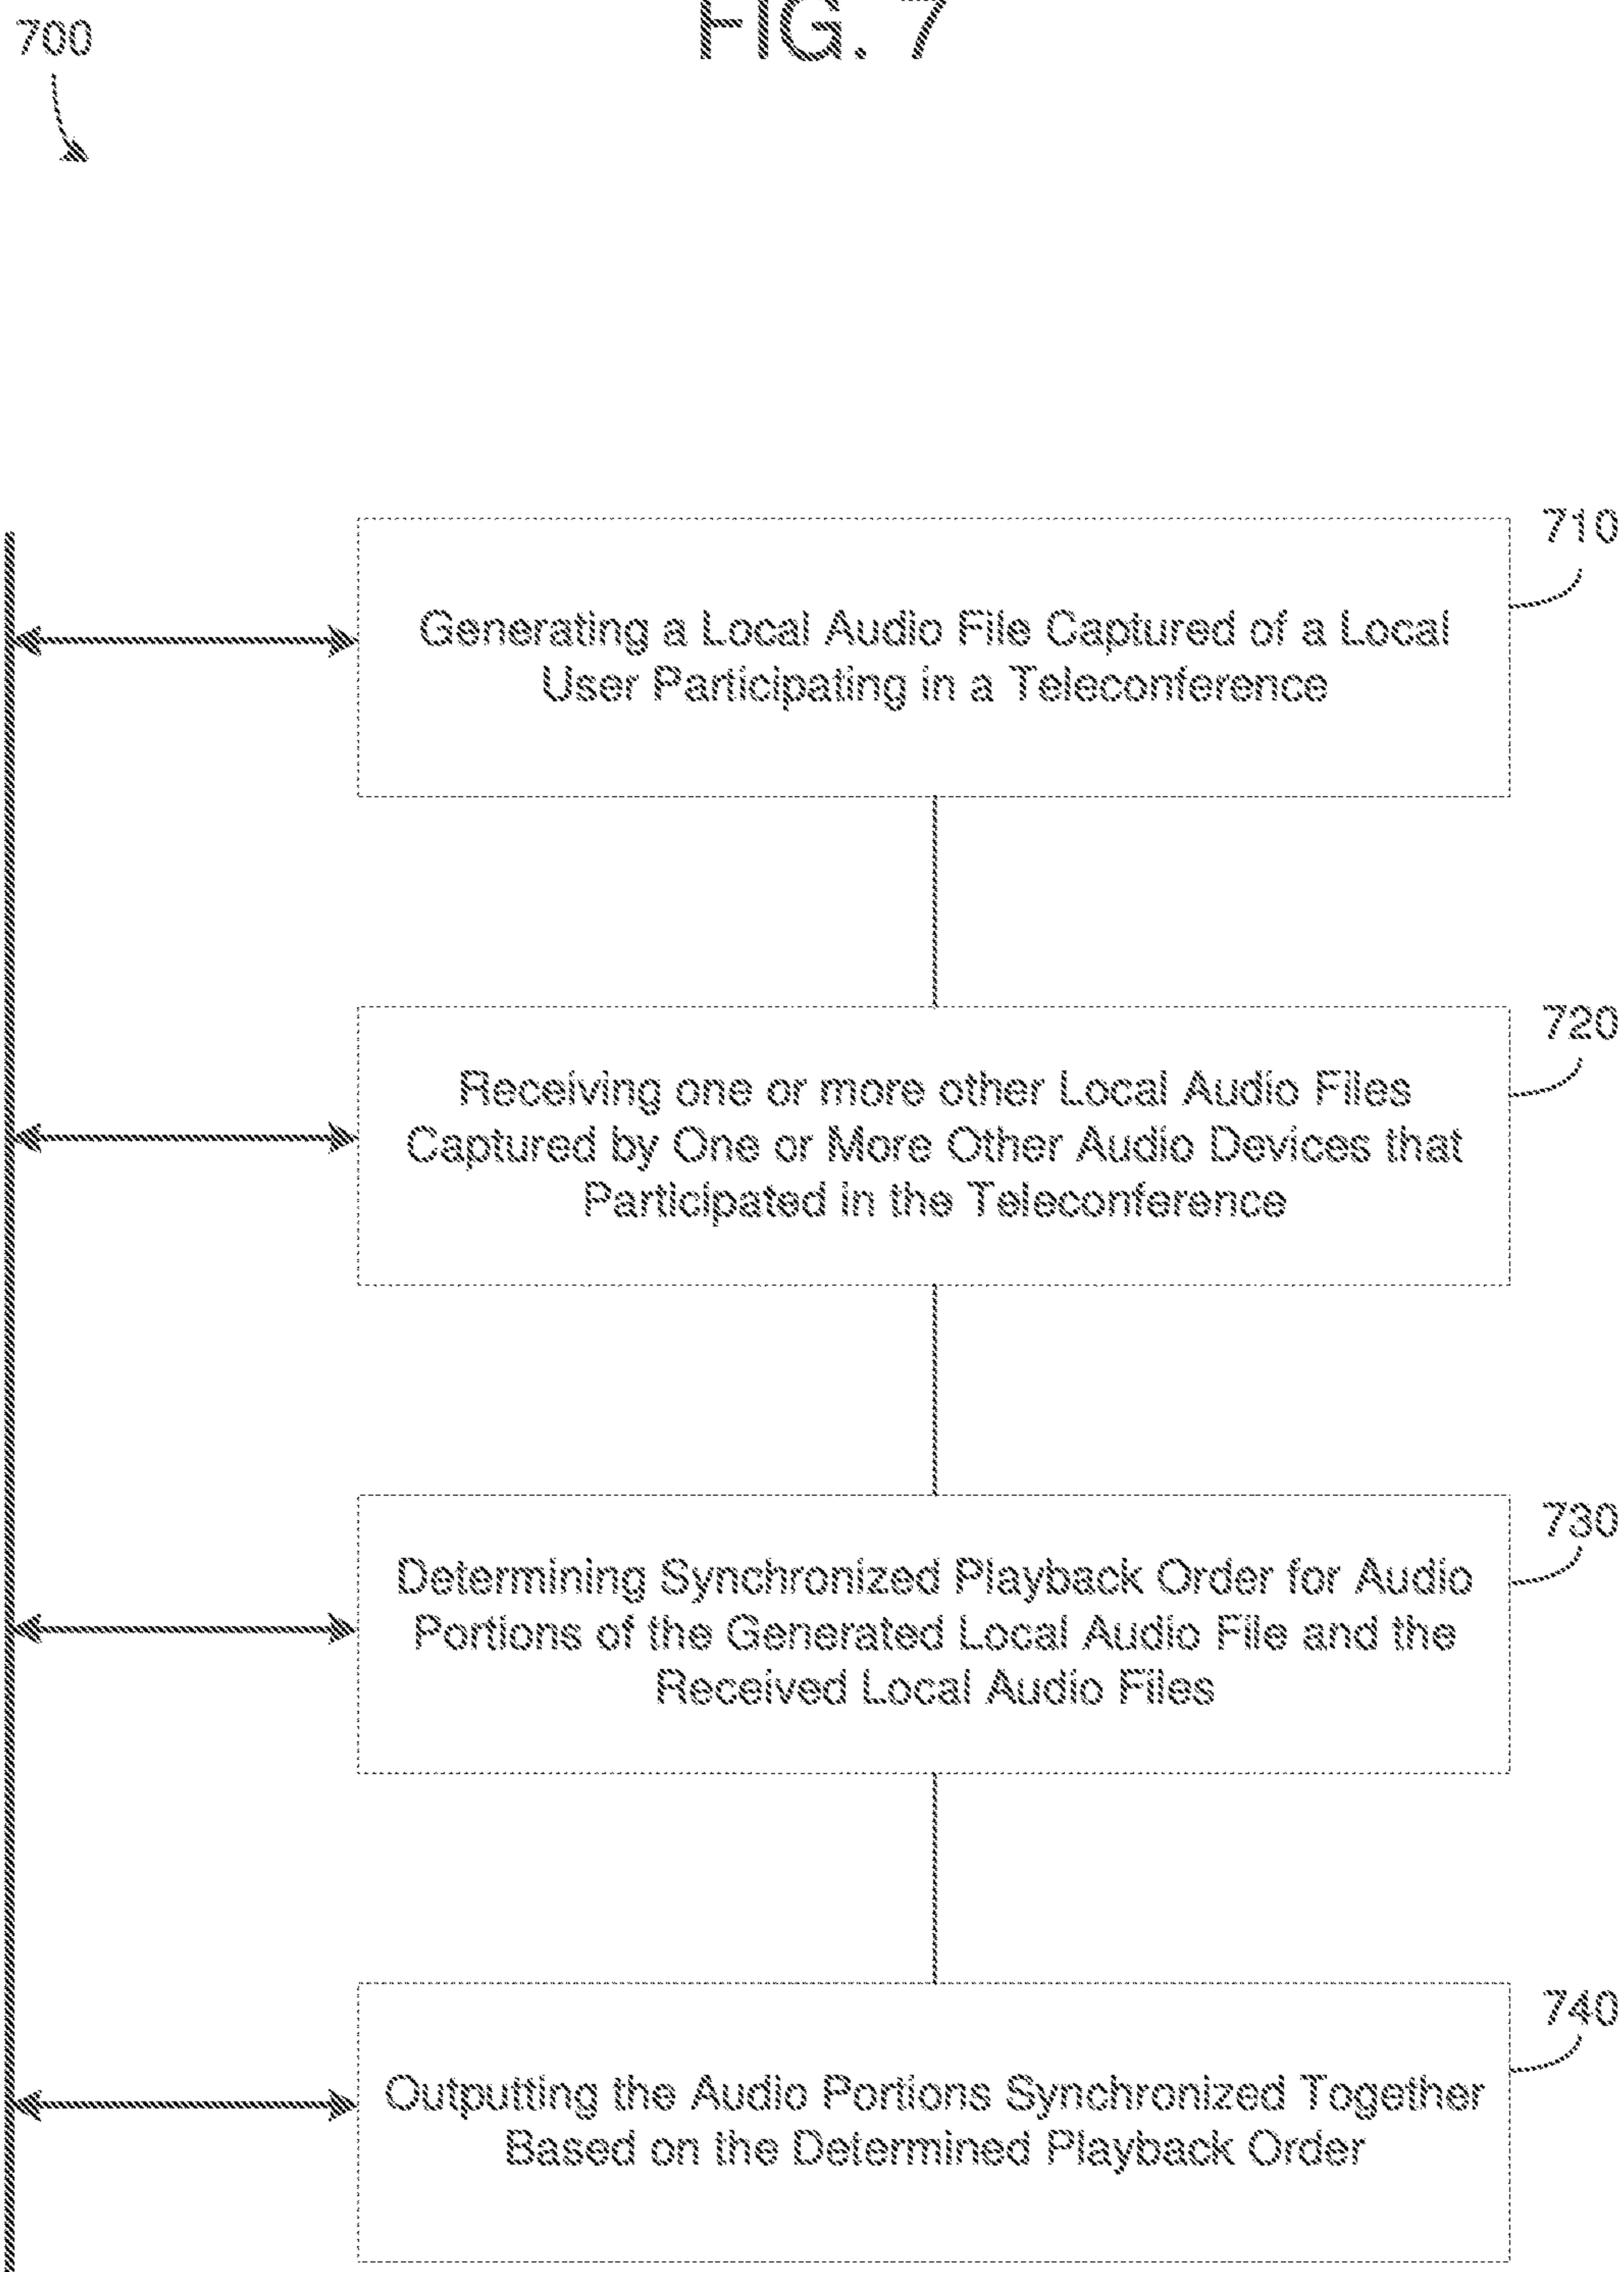 FIG. 7
700
710
Generating a Local Audio File Captured of a Local
User Participating in a Teleconference
720
Receiving one or more other Local Audio Files
Captured by One or More Other Audio Devices that
Participated in the Teleconference
730
Determining Synchronized Playback Order for Audio
Portions of the Generated Local Audio File and the
Received Local Audio Files
740
Outputting the Audio Portions Synchronized Together
Based on the Determined Playback Order